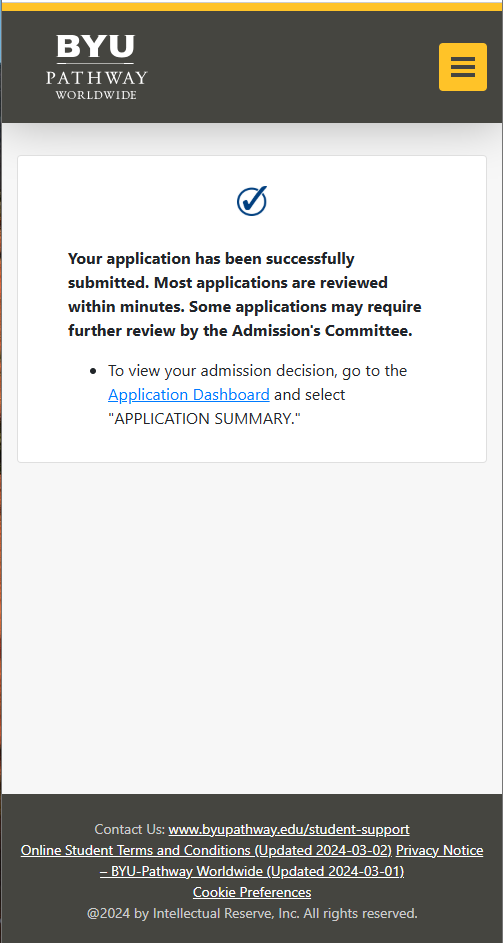 BYU
PATHWAY
WORLDWIDE
Your application has been successfully
submitted. Most applications are reviewed
within minutes. Some applications may require
further review by the Admission's Committee.
• To view your admission decision, go to the
Application Dashboard and select
"APPLICATION SUMMARY."
Contact Us: www.byupathway.edu/student-support
Online Student Terms and Conditions (Updated 2024-03-02) Privacy Notice
– BYU-Pathway Worldwide (Updated 2024-03-01)
Cookie Preferences
@2024 by Intellectual Reserve, Inc. All rights reserved.